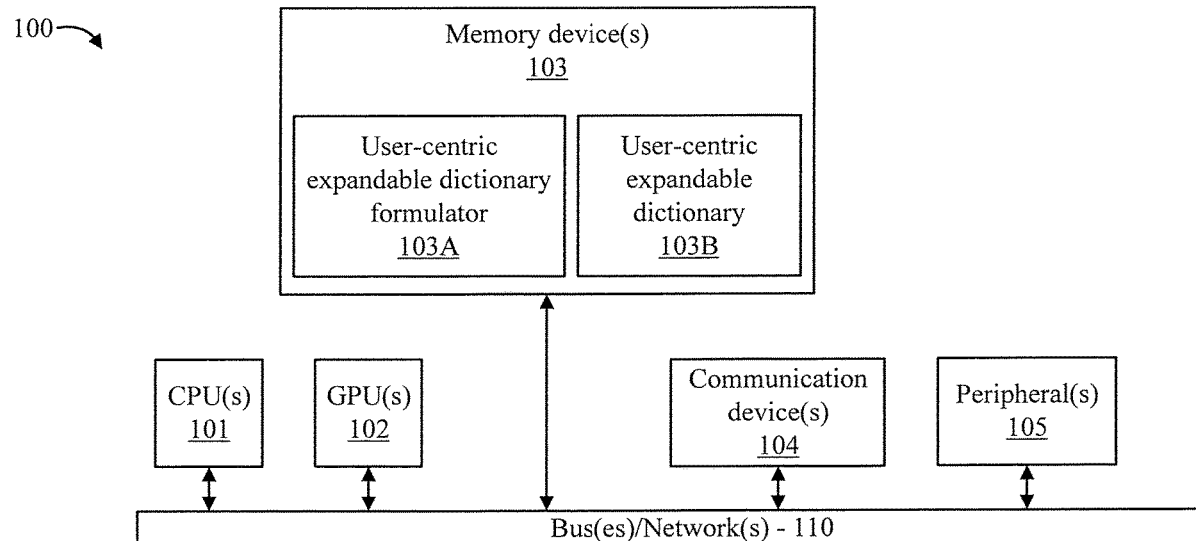 100
Memory device(s)
103
User-centric
expandable dictionary
formulator
103A
User-centric
expandable
dictionary
103B
CPU(s)
101
GPU(s)
102
Communication
device(s)
104
Peripheral(s)
105
Bus(es)/Network(s) - 110